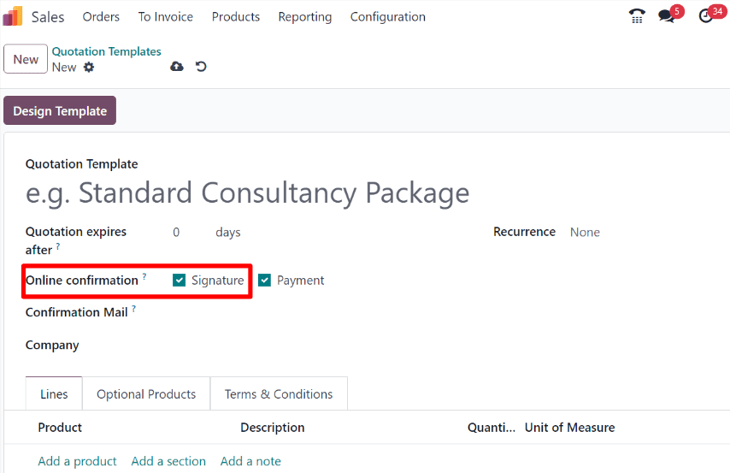 Sales Orders To Invoice Products Reporting Configuration 5 34
New Quotation Templates
New
Design Template
Quotation Template
e.g. Standard Consultancy Package
Quotation expires after ? 0 days Recurrence None
Online confirmation ? Signature Payment
Confirmation Mail ?
Company
Lines Optional Products Terms & Conditions
Product Description Quanti... Unit of Measure
Add a product Add a section Add a note